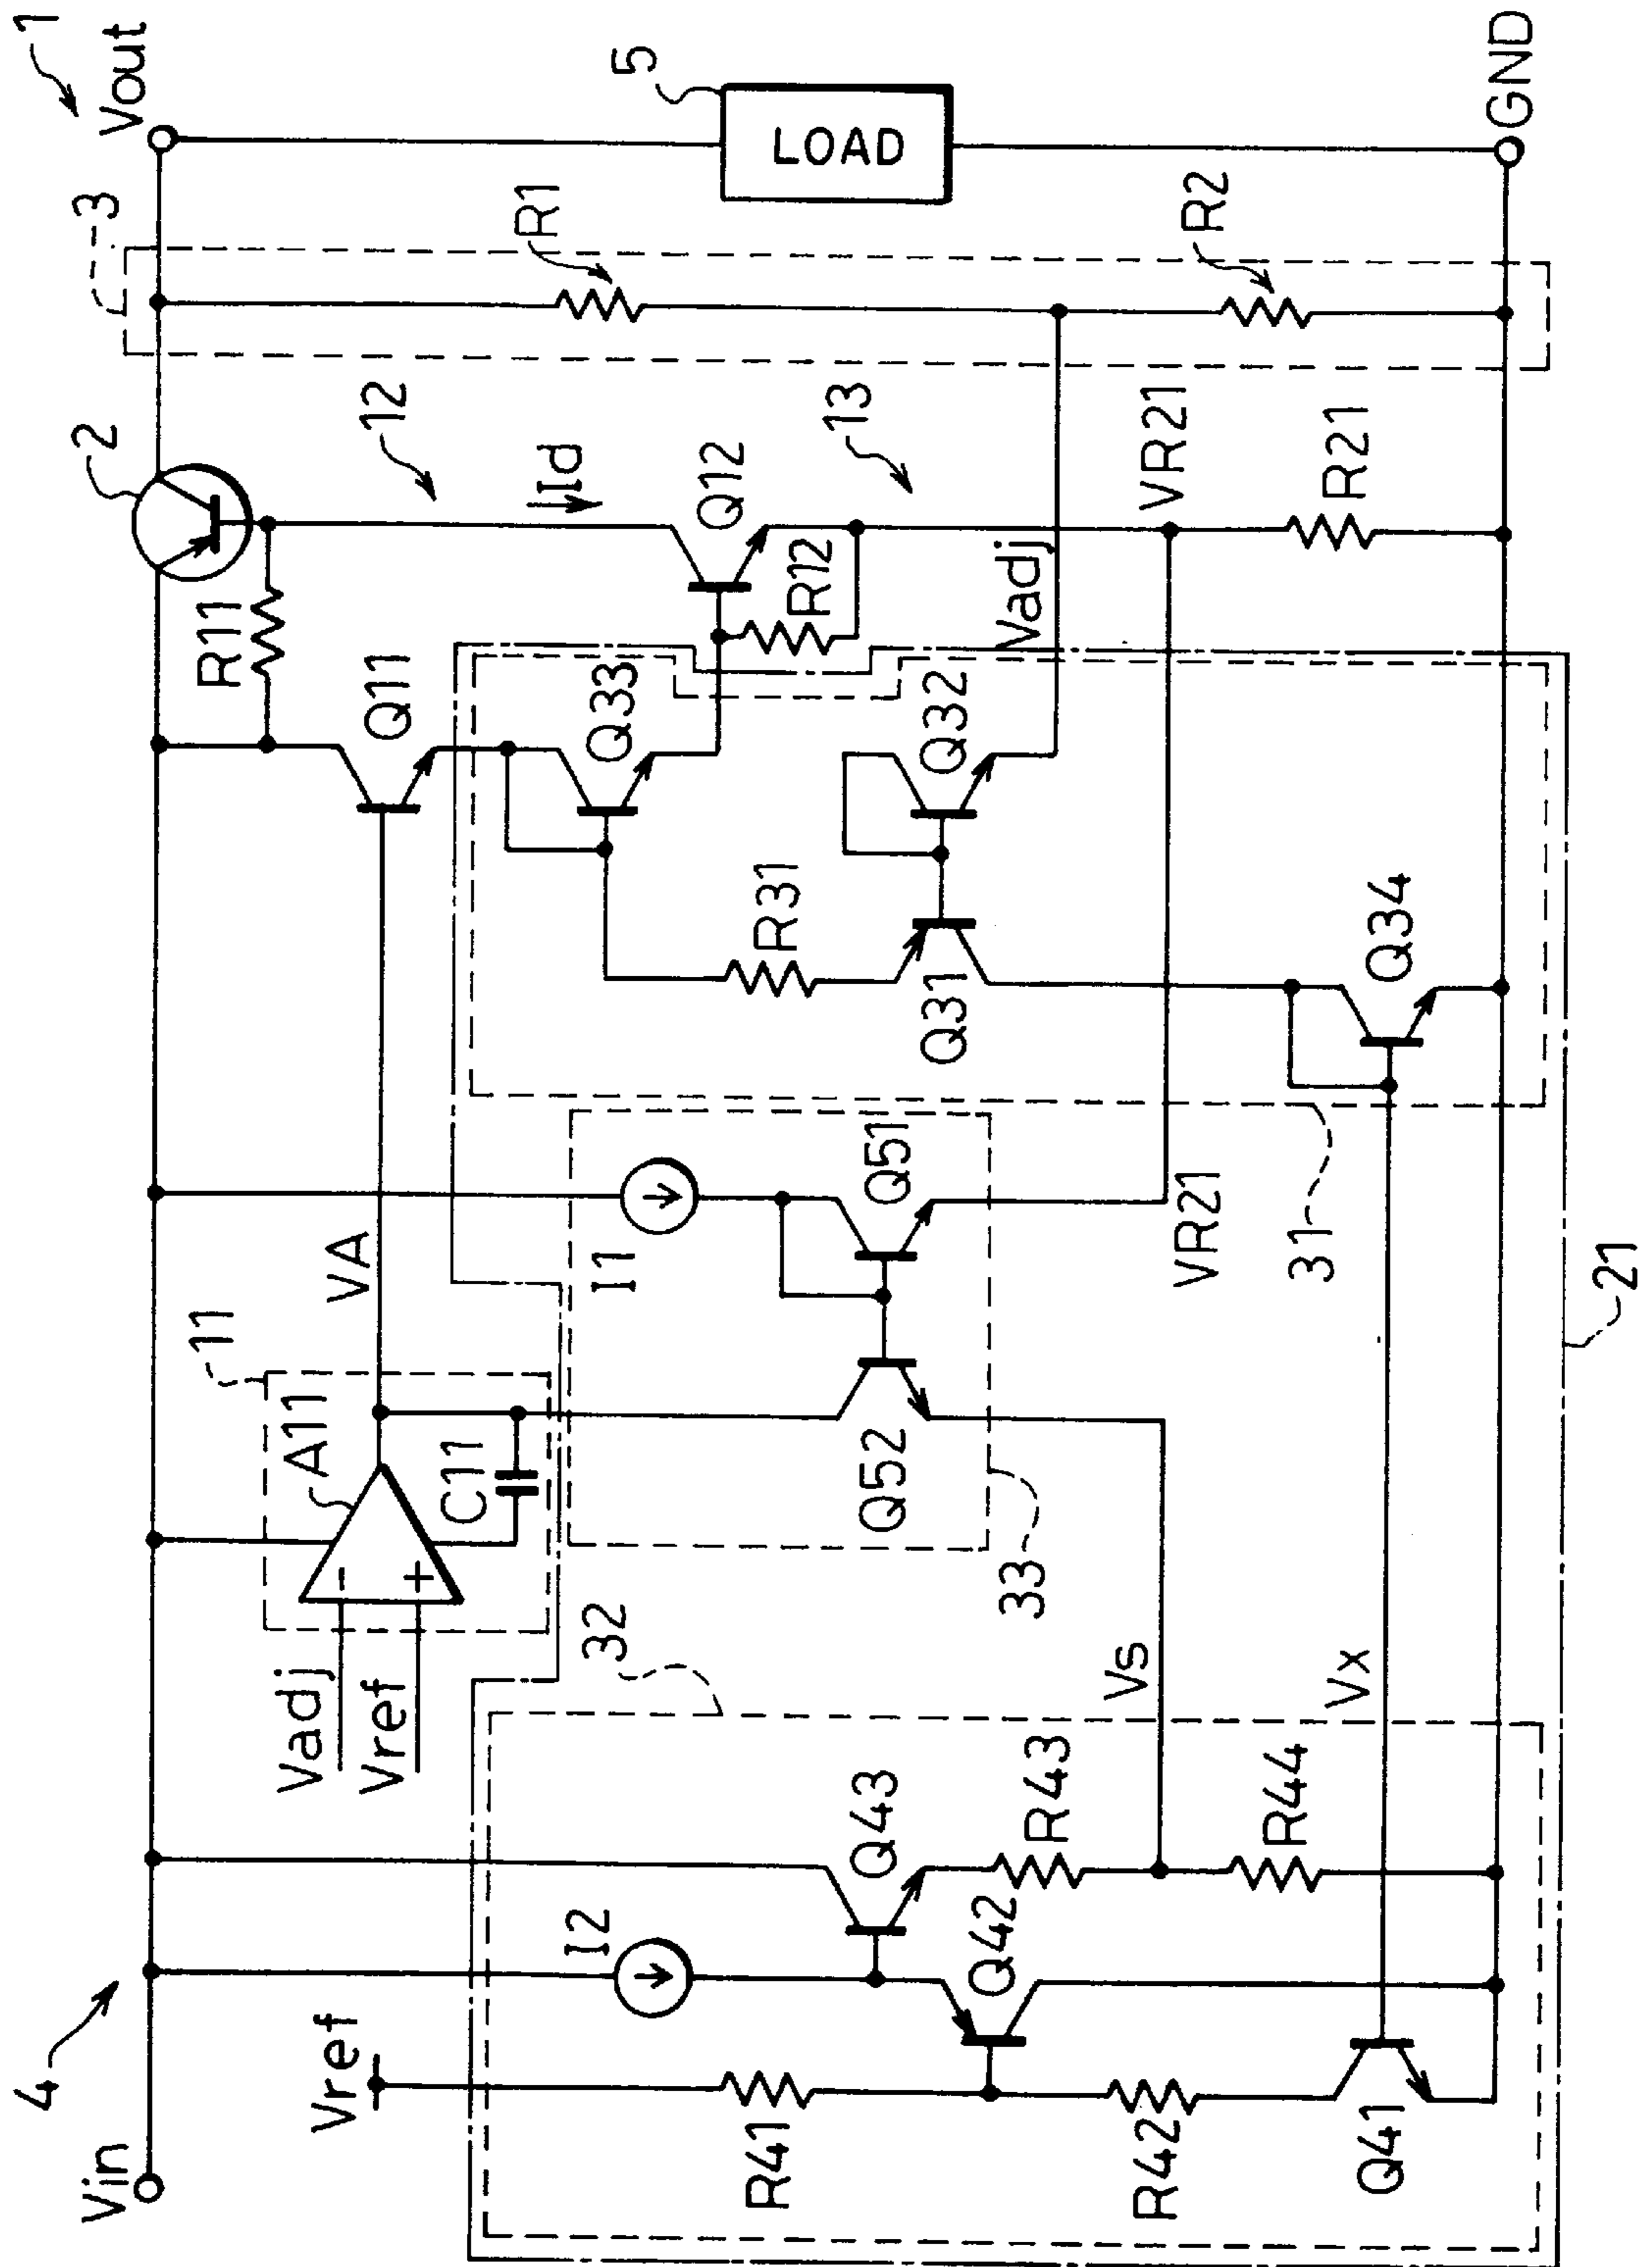 1
Vout
5
LOAD
GND
3
R1
R2
2
12
Id
13
VR21
R11
Q12
R12
R21
Q11
Q33
Vadj
Q32
R31
Q31
Q34
VA
I1
Q51
VR21
31
21
11
A11
C11
Q52
33
Vadj
Vref
32
Vs
Vx
Q43
R43
R44
4
I2
Q42
Vref
Vin
R41
R42
Q41